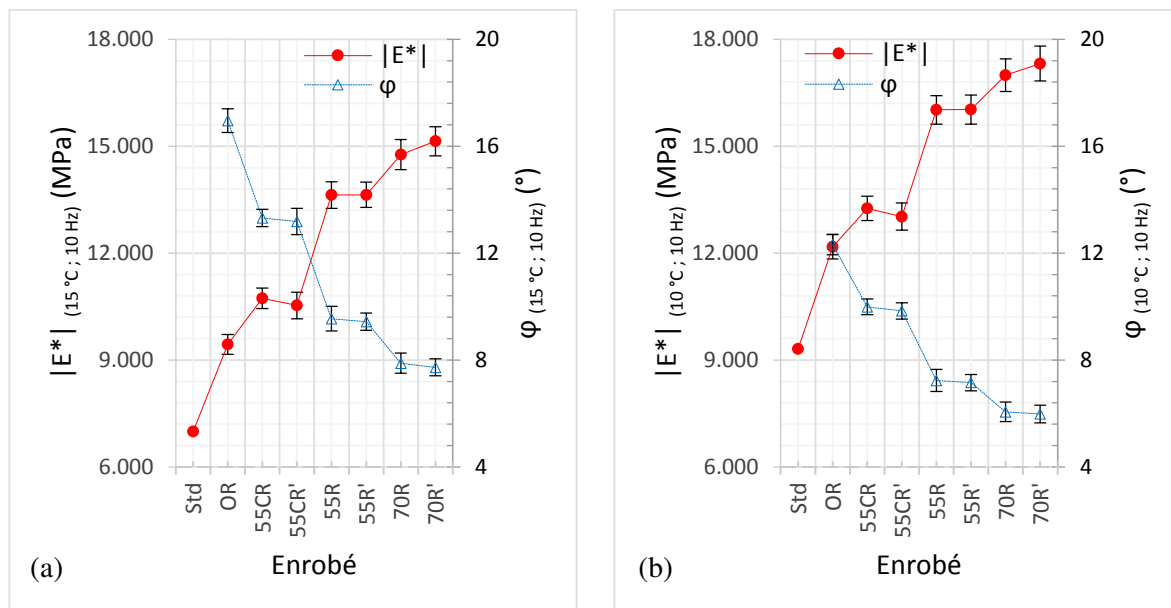 18.000
15.000
12.000
9.000
6.000
|E*| (15 °C ; 10 Hz) (MPa)
|E*|
φ
20
16
12
8
4
φ (15 °C ; 10 Hz) (°)
Std
OR
55CR
55CR'
55R
55R'
70R
70R'
Enrobé
(a)
18.000
15.000
12.000
9.000
6.000
|E*| (10 °C ; 10 Hz) (MPa)
|E*|
φ
20
16
12
8
4
φ (10 °C ; 10 Hz) (°)
Std
OR
55CR
55CR'
55R
55R'
70R
70R'
Enrobé
(b)